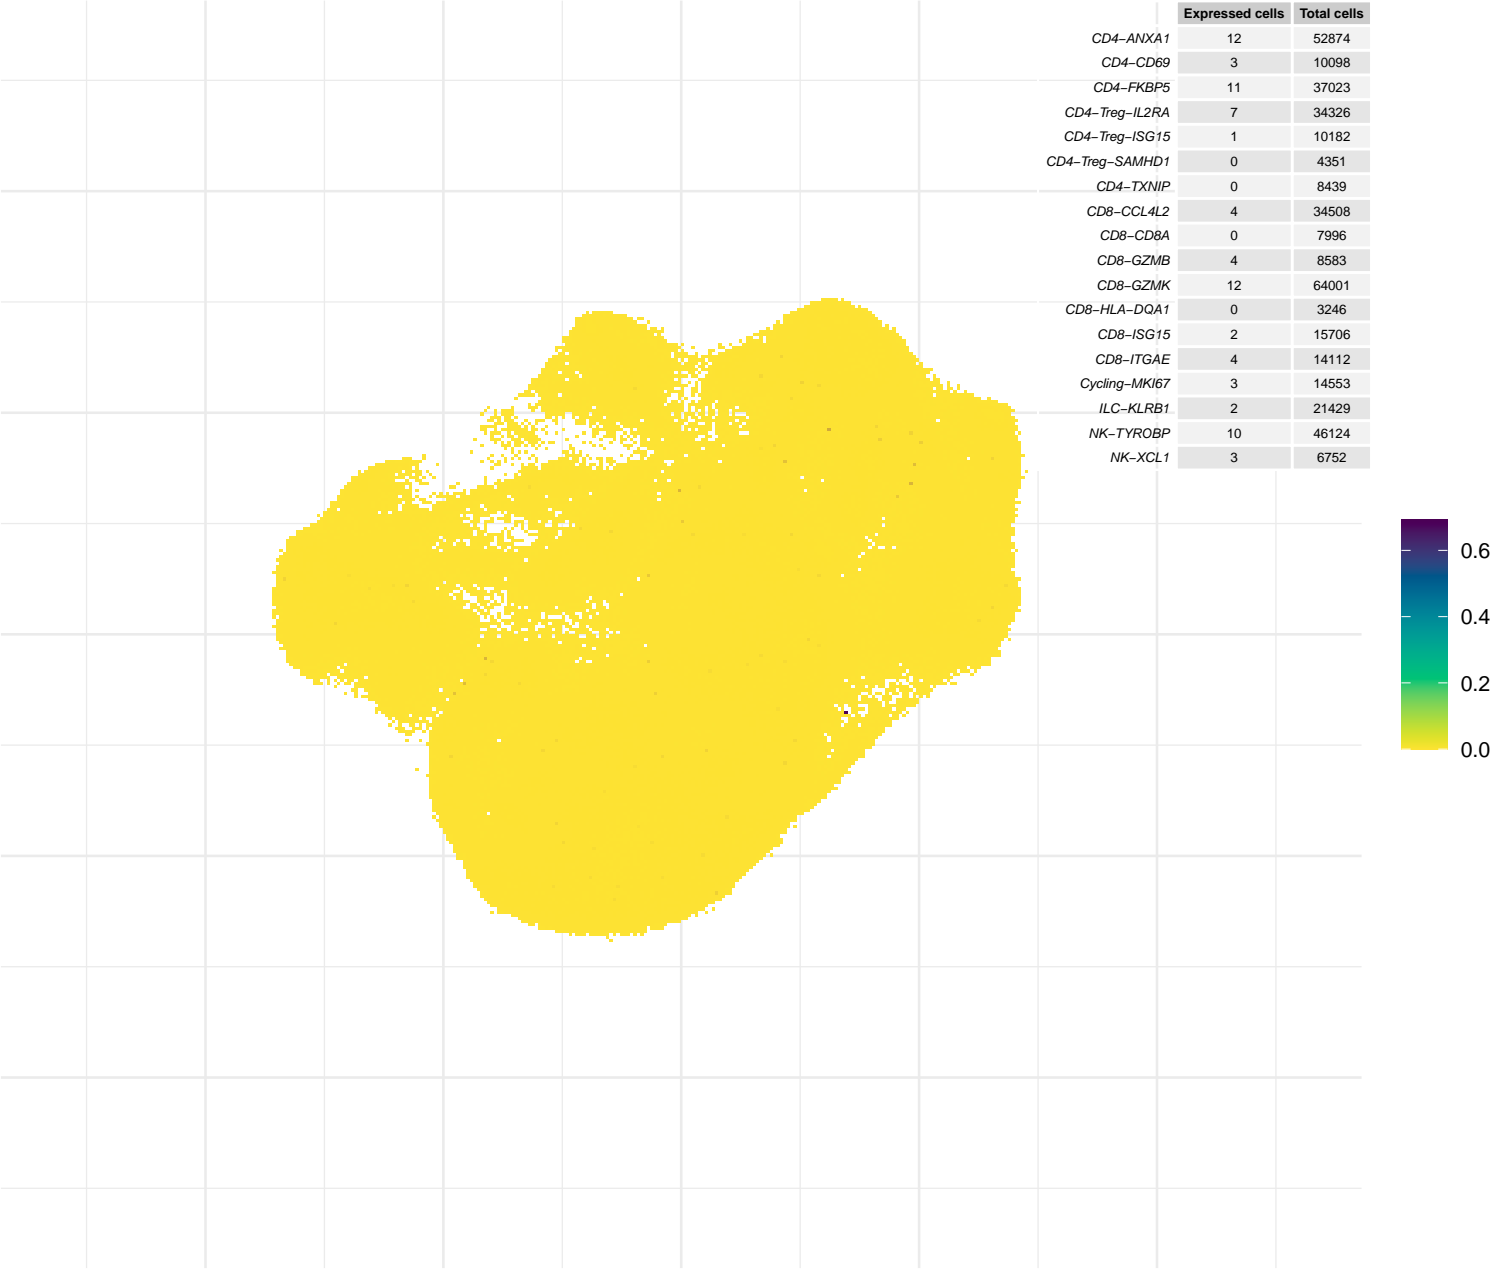 Expressed cells Total cells
CD4−ANXA1 12 52874
CD4−CD69 3 10098
CD4−FKBP5 11 37023
CD4−Treg−IL2RA 7 34326
CD4−Treg−ISG15 1 10182
CD4−Treg−SAMHD1 0 4351
CD4−TXNIP 0 8439
CD8−CCL4L2 4 34508
CD8−CD8A 0 7996
CD8−GZMB 4 8583
CD8−GZMK 12 64001
CD8−HLA−DQA1 0 3246
CD8−ISG15 2 15706
CD8−ITGAE 4 14112
Cycling−MKI67 3 14553
ILC−KLRB1 2 21429
NK−TYROBP 10 46124
NK−XCL1 3 6752
0.6
0.4
0.2
0.0